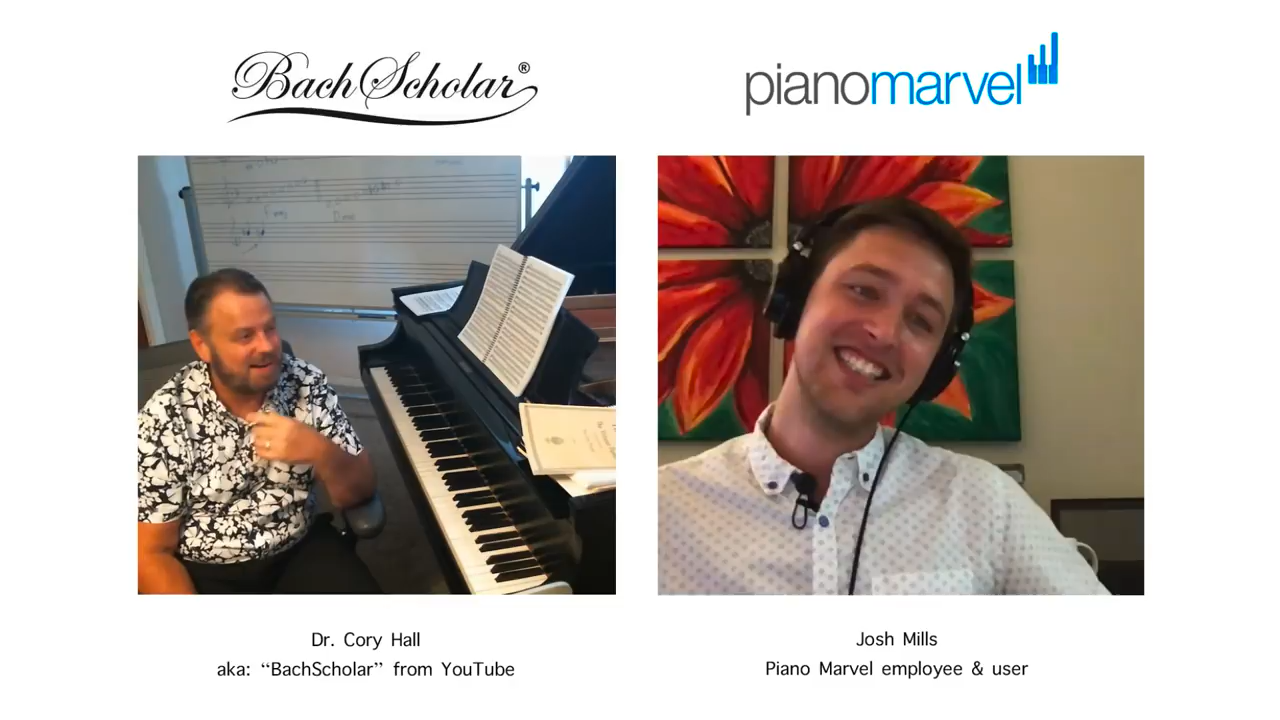 BachScholar®
pianomarvel
Dr. Cory Hall
aka: “BachScholar” from YouTube
Josh Mills
Piano Marvel employee & user